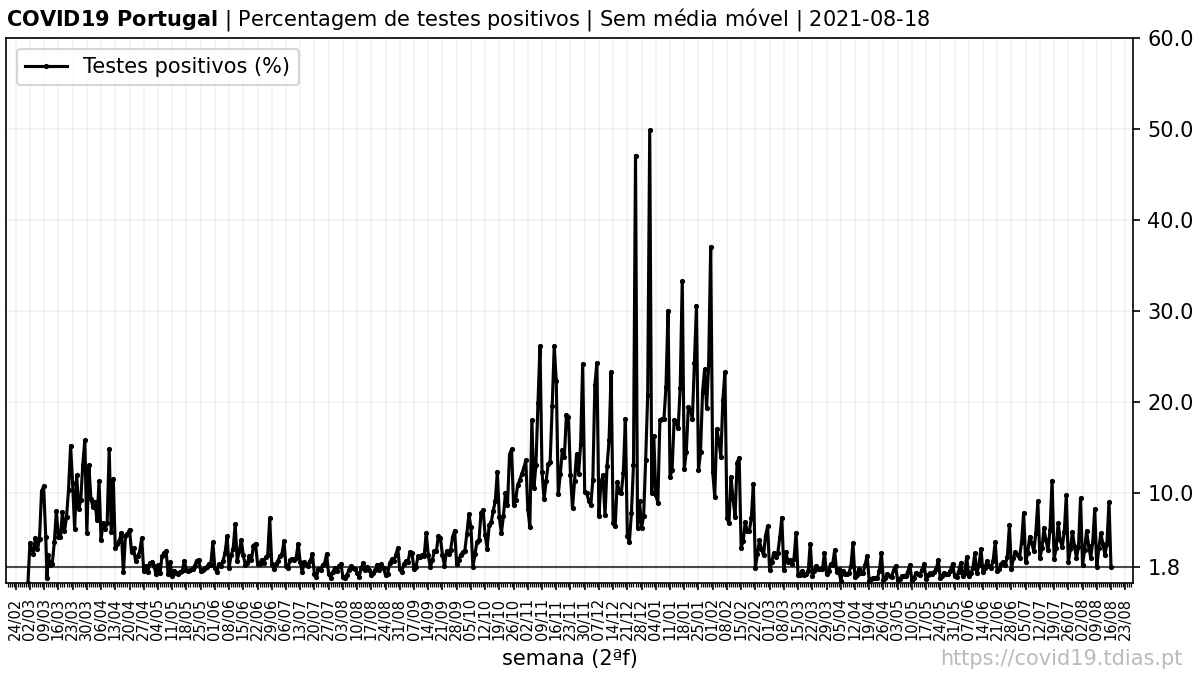 COVID19 Portugal | Percentagem de testes positivos | Sem média móvel | 2021-08-18
Testes positivos (%)
60.0
50.0
40.0
30.0
20.0
10.0
1.8
24/02 02/03 09/03 16/03 23/03 30/03 06/04 13/04 20/04 27/04 04/05 11/05 18/05 25/05 01/06 08/06 15/06 22/06 29/06 06/07 13/07 20/07 27/07 03/08 10/08 17/08 24/08 31/08 07/09 14/09 21/09 28/09 05/10 12/10 19/10 26/10 02/11 09/11 16/11 23/11 30/11 07/12 14/12 21/12 28/12 04/01 11/01 18/01 25/01 01/02 08/02 15/02 22/02 01/03 08/03 15/03 22/03 29/03 05/04 12/04 19/04 26/04 03/05 10/05 17/05 24/05 31/05 07/06 14/06 21/06 28/06 05/07 12/07 19/07 26/07 02/08 09/08 16/08 23/08
semana (2ªf)
https://covid19.tdias.pt